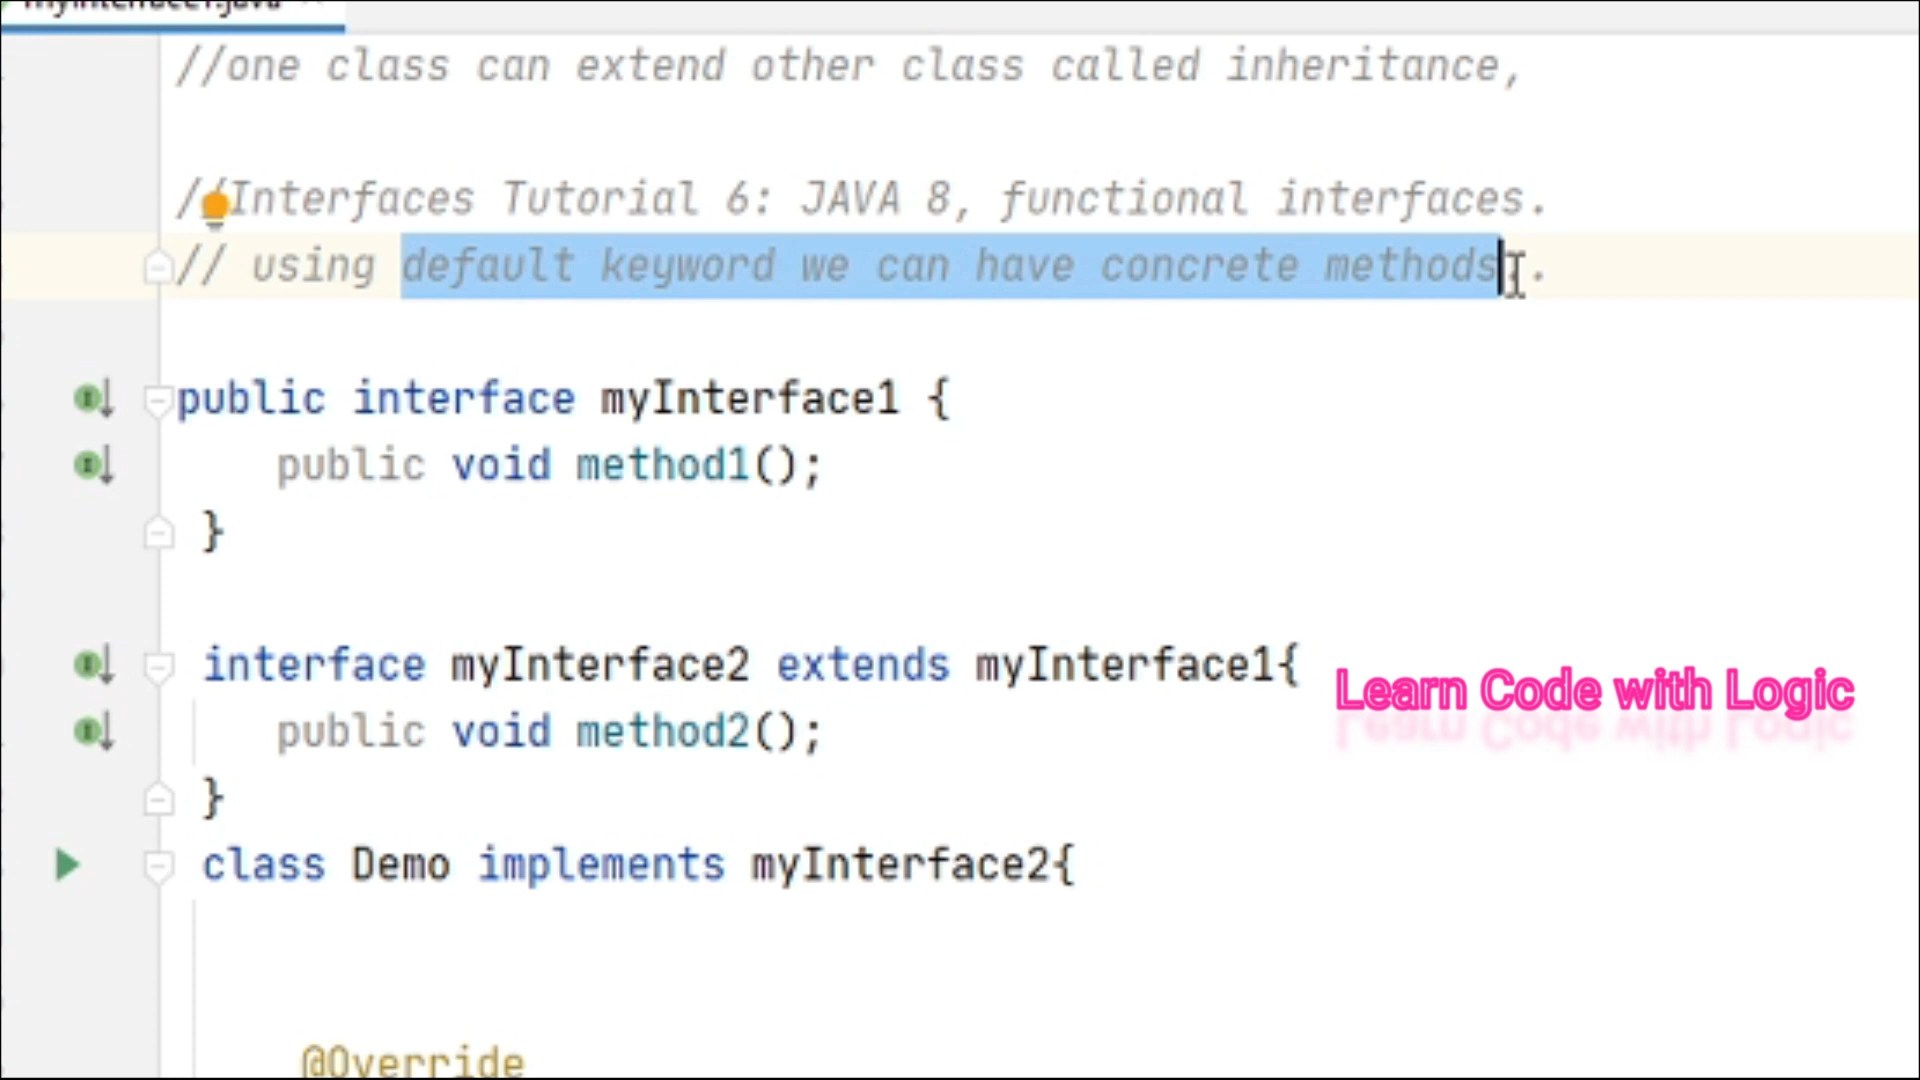 myInterface1.java
//one class can extend other class called inheritance,
//Interfaces Tutorial 6: JAVA 8, functional interfaces.
// using default keyword we can have concrete methods .
public interface myInterface1 {
public void method1();
}
interface myInterface2 extends myInterface1{
Learn Code with Logic
public void method2();
}
class Demo implements myInterface2{
@Override